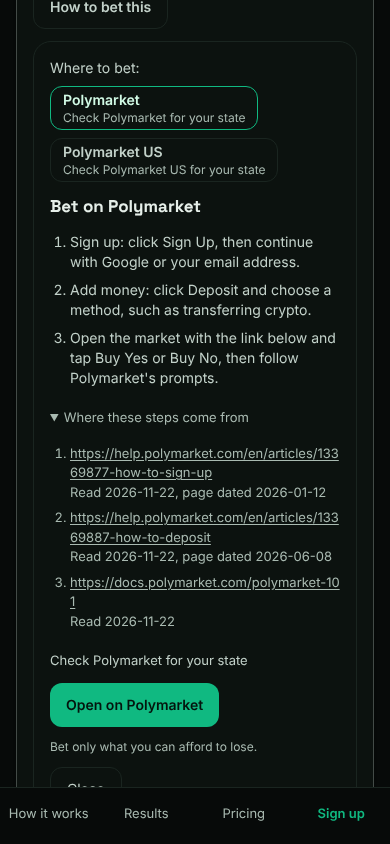 How to bet this
Where to bet:
Polymarket
Check Polymarket for your state
Polymarket US
Check Polymarket US for your state
Bet on Polymarket
1. Sign up: click Sign Up, then continue
with Google or your email address.
2. Add money: click Deposit and choose a
method, such as transferring crypto.
3. Open the market with the link below and
tap Buy Yes or Buy No, then follow
Polymarket's prompts.
▼ Where these steps come from
1. https://help.polymarket.com/en/articles/133
69877-how-to-sign-up
Read 2026-11-22, page dated 2026-01-12
2. https://help.polymarket.com/en/articles/133
69887-how-to-deposit
Read 2026-11-22, page dated 2026-06-08
3. https://docs.polymarket.com/polymarket-10
1
Read 2026-11-22
Check Polymarket for your state
Open on Polymarket
Bet only what you can afford to lose.
Close
How it works
Results
Pricing
Sign up